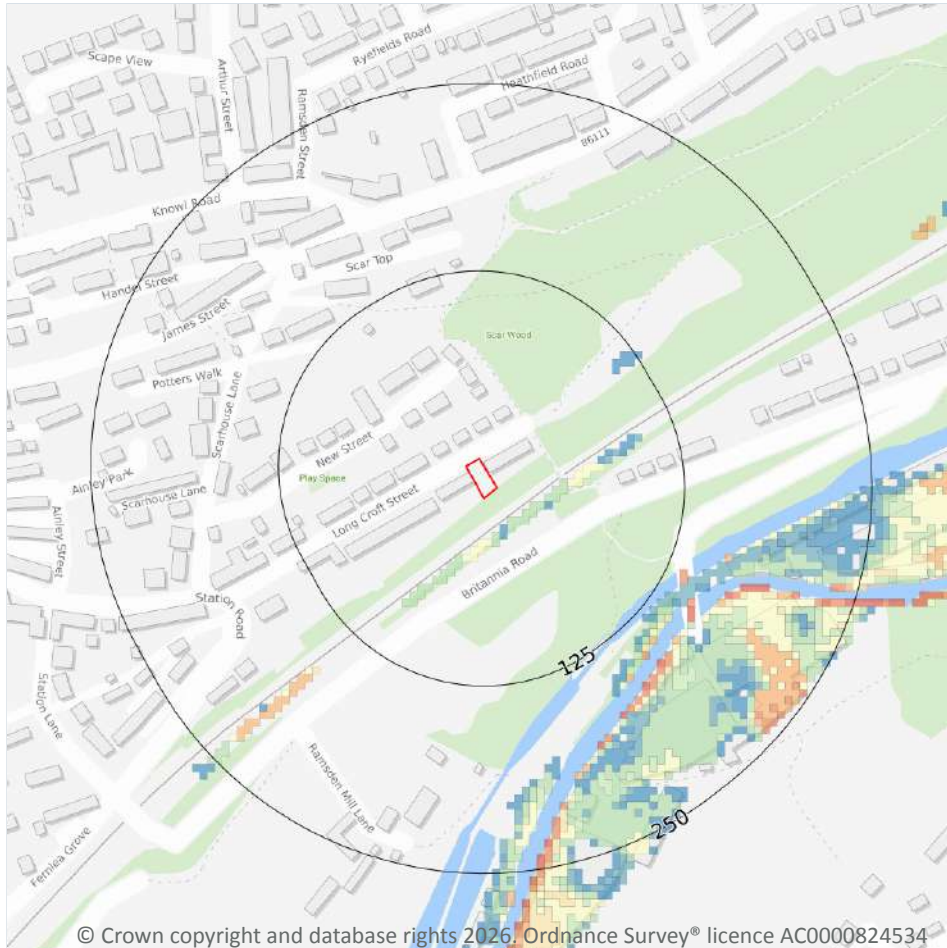 Scape View
Ryefields Road
Arthur Street
Ramsden Street
Heathfield Road
B6111
Knowl Road
Scar Top
Handel Street
James Street
Scar Wood
Potters Walk
Scarhouse Lane
New Street
Ainley Park
Scarhouse Lane
Play Space
Long Croft Street
Ainley Street
Britannia Road
Station Road
125
Station Lane
Ramsden Mill Lane
250
Fernlea Grove
© Crown copyright and database rights 2026. Ordnance Survey® licence AC0000824534